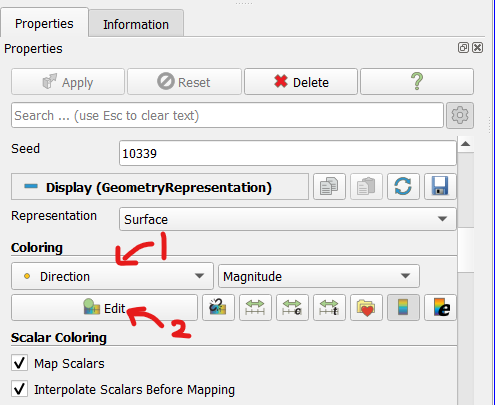 Properties
Information
Properties
Apply
Reset
Delete
?
Search ... (use Esc to clear text)
Seed
10339
Display (GeometryRepresentation)
Representation
Surface
1
Coloring
Direction
Magnitude
Edit
c
t
e
2
Scalar Coloring
Map Scalars
Interpolate Scalars Before Mapping